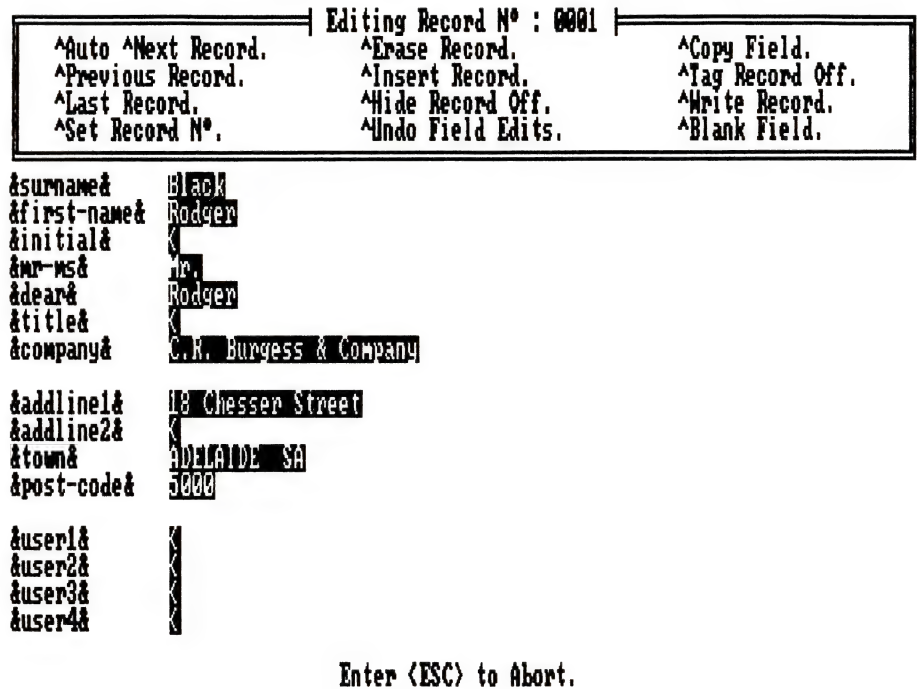 Editing Record Nº : 0001
^Auto ^Next Record. ^Erase Record. ^Copy Field.
^Previous Record. ^Insert Record. ^Tag Record Off.
^Last Record. ^Hide Record Off. ^Write Record.
^Set Record Nº. ^Undo Field Edits. ^Blank Field.
&surname& Black
&first-name& Rodger
&initial& <
&mr-ms& Mr.
&dear& Rodger
&title& <
&company& C.R. Burgess & Company
&addline1& 18 Chesser Street
&addline2& <
&town& ADELAIDE SA
&post-code& 5000
&user1& <
&user2& <
&user3& <
&user4& <
Enter <ESC> to Abort.